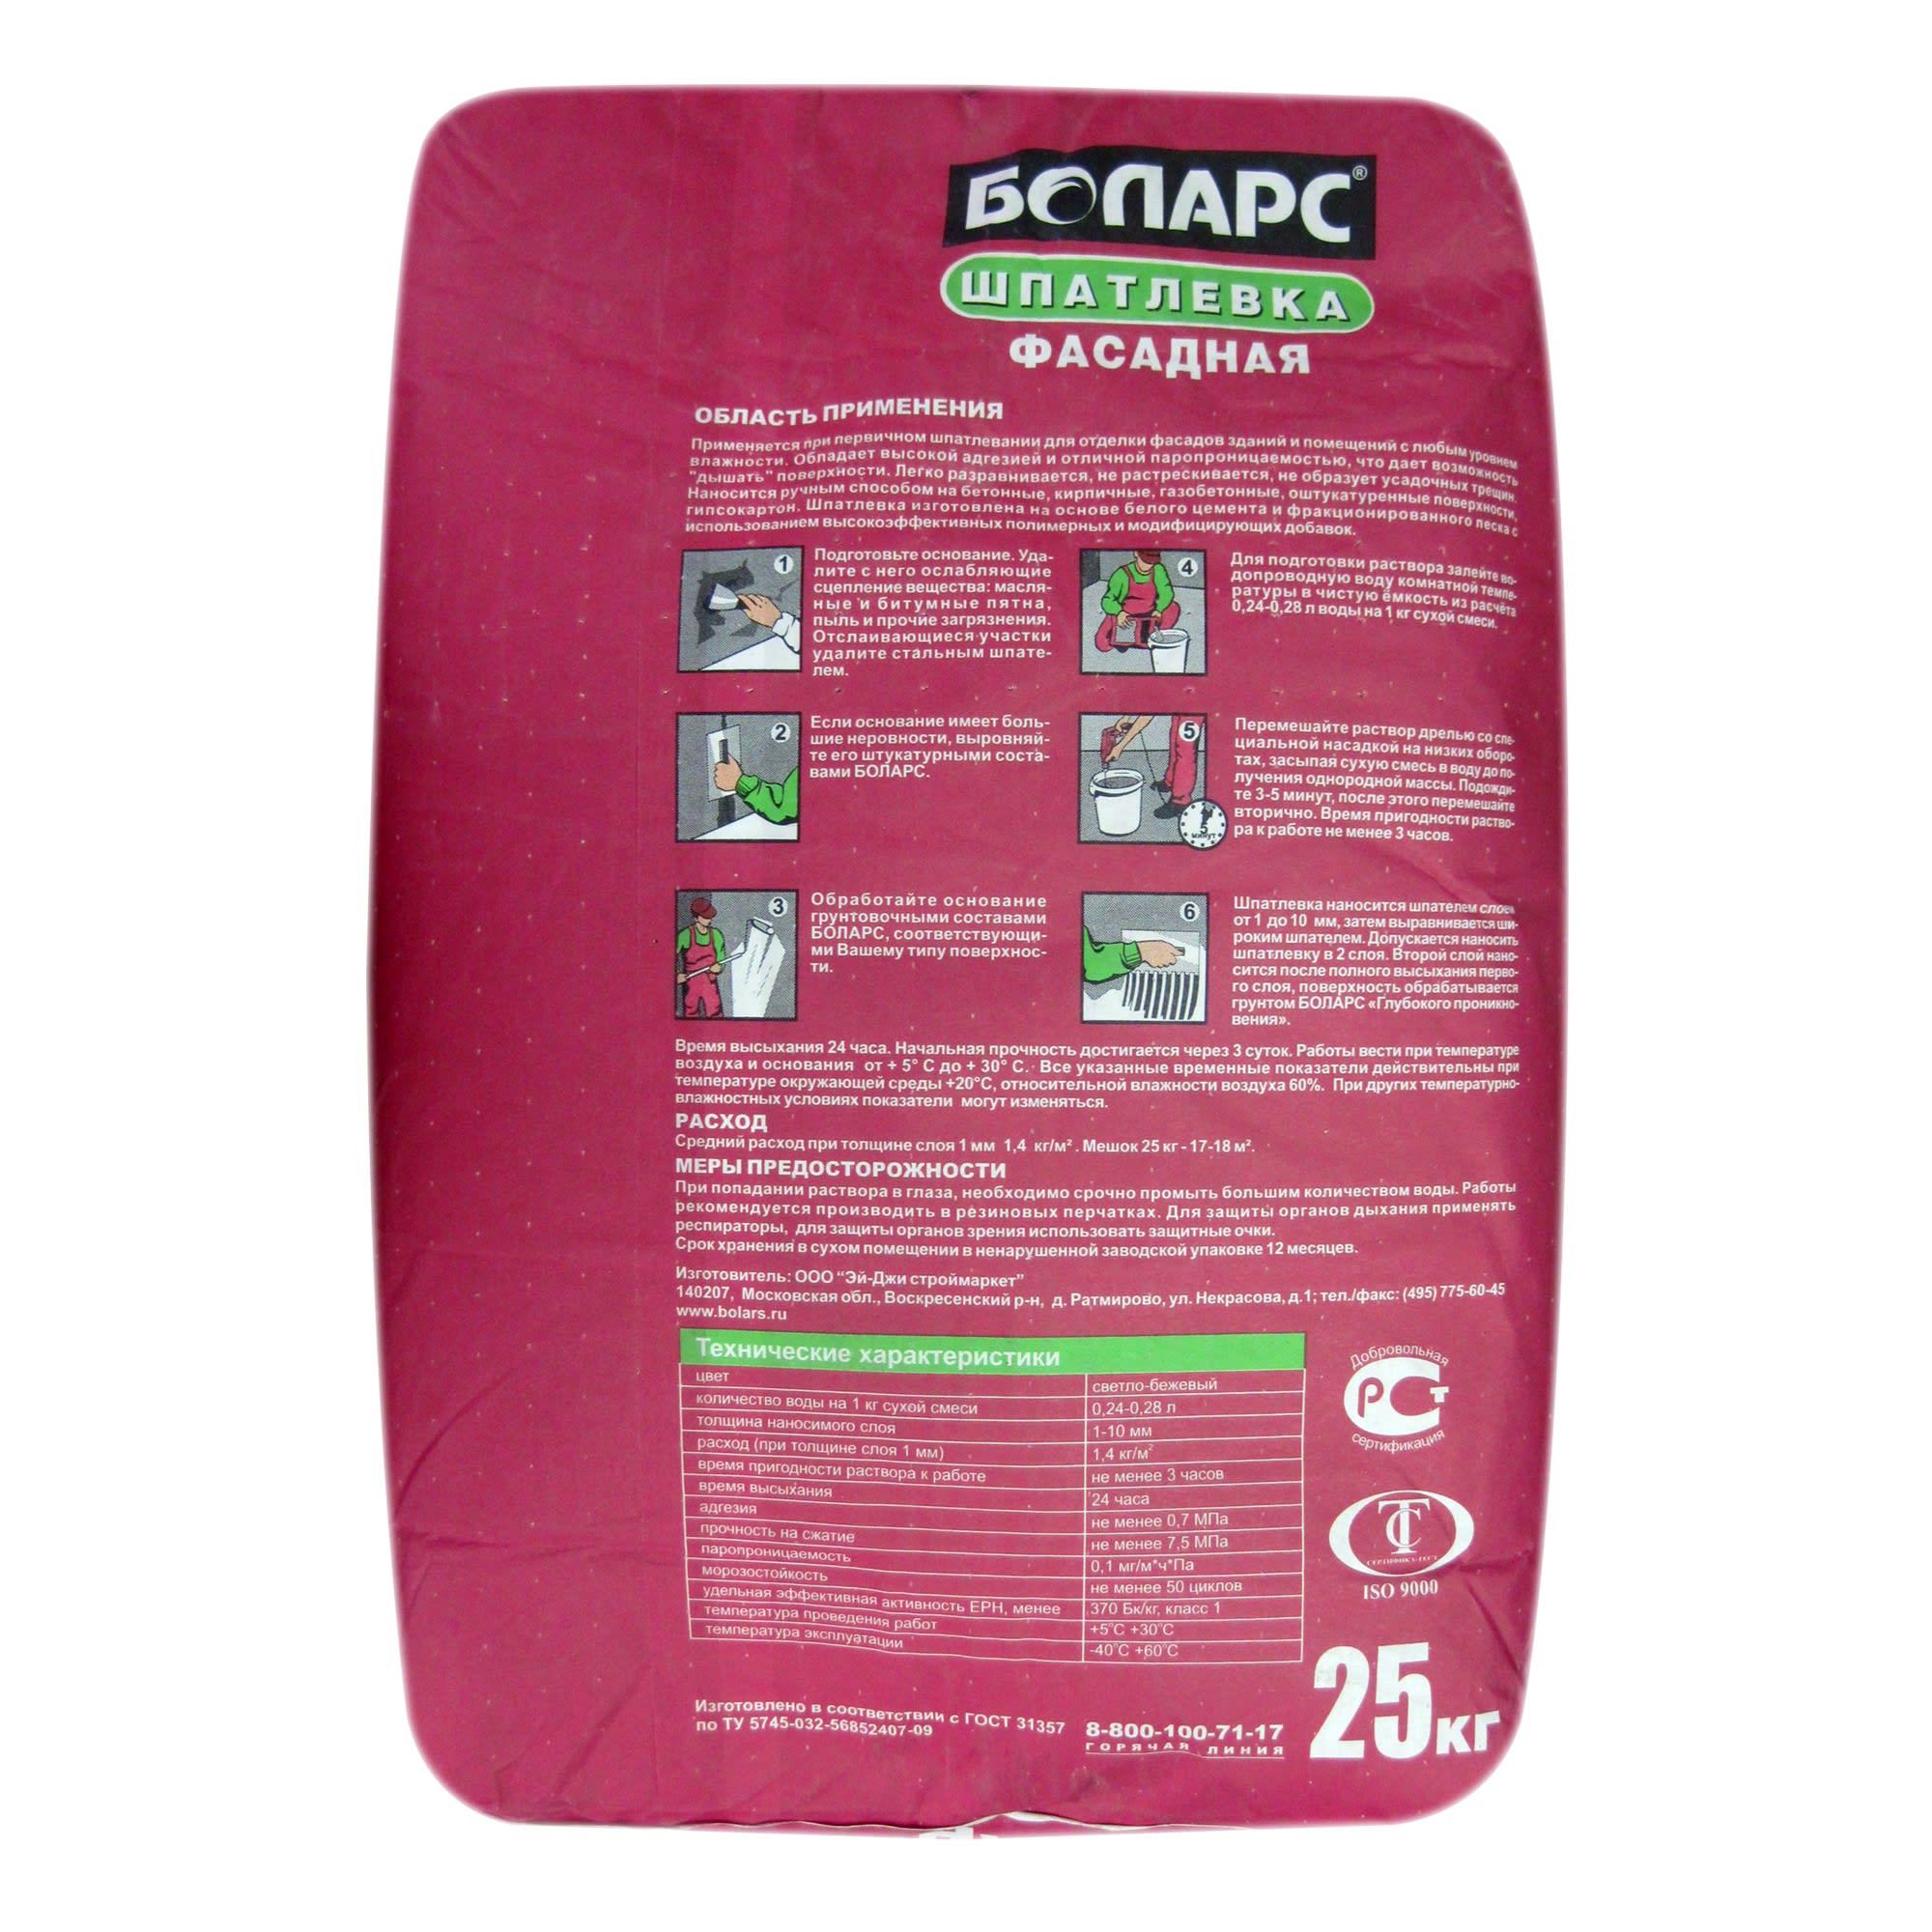 БОЛАРС®
ШПАТЛЕВКА
ФАСАДНАЯ
ОБЛАСТЬ ПРИМЕНЕНИЯ
Применяется при первичном шпатлевании для отделки фасадов зданий и помещений с любым уровнем
влажности. Обладает высокой адгезией и отличной паропроницаемостью, что дает возможность
"дышать" поверхности. Легко разравнивается, не растрескивается, не образует усадочных трещин.
Наносится ручным способом на бетонные, кирпичные, газобетонные, оштукатуренные поверхности,
гипсокартон. Шпатлевка изготовлена на основе белого цемента и фракционированного песка с
использованием высокоэффективных полимерных и модифицирующих добавок.
1
Подготовьте основание. Уда-
лите с него ослабляющие
сцепление вещества: масля-
ные и битумные пятна,
пыль и прочие загрязнения.
Отслаивающиеся участки
удалите стальным шпате-
лем.
2
Если основание имеет боль-
шие неровности, выровняй-
те его штукатурными соста-
вами БОЛАРС.
3
Обработайте основание
грунтовочными составами
БОЛАРС, соответствующи-
ми Вашему типу поверхнос-
ти.
4
Для подготовки раствора залейте во-
допроводную воду комнатной темпе-
ратуры в чистую ёмкость из расчёта
0,24-0,28 л воды на 1 кг сухой смеси.
5
5
минут
Перемешайте раствор дрелью со спе-
циальной насадкой на низких оборо-
тах, засыпая сухую смесь в воду до по-
лучения однородной массы. Подожди-
те 3-5 минут, после этого перемешайте
вторично. Время пригодности раство-
ра к работе не менее 3 часов.
6
Шпатлевка наносится шпателем слоем
от 1 до 10 мм, затем выравнивается ши-
роким шпателем. Допускается наносить
шпатлевку в 2 слоя. Второй слой нано-
сится после полного высыхания перво-
го слоя, поверхность обрабатывается
грунтом БОЛАРС «Глубокого проникно-
вения».
Время высыхания 24 часа. Начальная прочность достигается через 3 суток. Работы вести при температуре
воздуха и основания от + 5° С до + 30° С. Все указанные временные показатели действительны при
температуре окружающей среды +20°С, относительной влажности воздуха 60%. При других температурно-
влажностных условиях показатели могут изменяться.
РАСХОД
Средний расход при толщине слоя 1 мм 1,4 кг/м². Мешок 25 кг - 17-18 м².
МЕРЫ ПРЕДОСТОРОЖНОСТИ
При попадании раствора в глаза, необходимо срочно промыть большим количеством воды. Работы
рекомендуется производить в резиновых перчатках. Для защиты органов дыхания применять
респираторы, для защиты органов зрения использовать защитные очки.
Срок хранения в сухом помещении в ненарушенной заводской упаковке 12 месяцев.
Изготовитель: ООО “Эй-Джи строймаркет”
140207, Московская обл., Воскресенский р-н, д. Ратмирово, ул. Некрасова, д.1; тел./факс: (495) 775-60-45
www.bolars.ru
Технические характеристики
цвет светло-бежевый
количество воды на 1 кг сухой смеси 0,24-0,28 л
толщина наносимого слоя 1-10 мм
расход (при толщине слоя 1 мм) 1,4 кг/м²
время пригодности раствора к работе не менее 3 часов
время высыхания 24 часа
адгезия не менее 0,7 МПа
прочность на сжатие не менее 7,5 МПа
паропроницаемость 0,1 мг/м*ч*Па
морозостойкость не менее 50 циклов
удельная эффективная активность ЕРН, менее 370 Бк/кг, класс 1
температура проведения работ +5°С +30°С
температура эксплуатации -40°С +60°С
Добровольная
РСТ
сертификация
ТС
СЕРТИФИКА-ТЕСТ
ISO 9000
Изготовлено в соответствии с ГОСТ 31357
по ТУ 5745-032-56852407-09
8-800-100-71-17
ГОРЯЧАЯ ЛИНИЯ
25кг